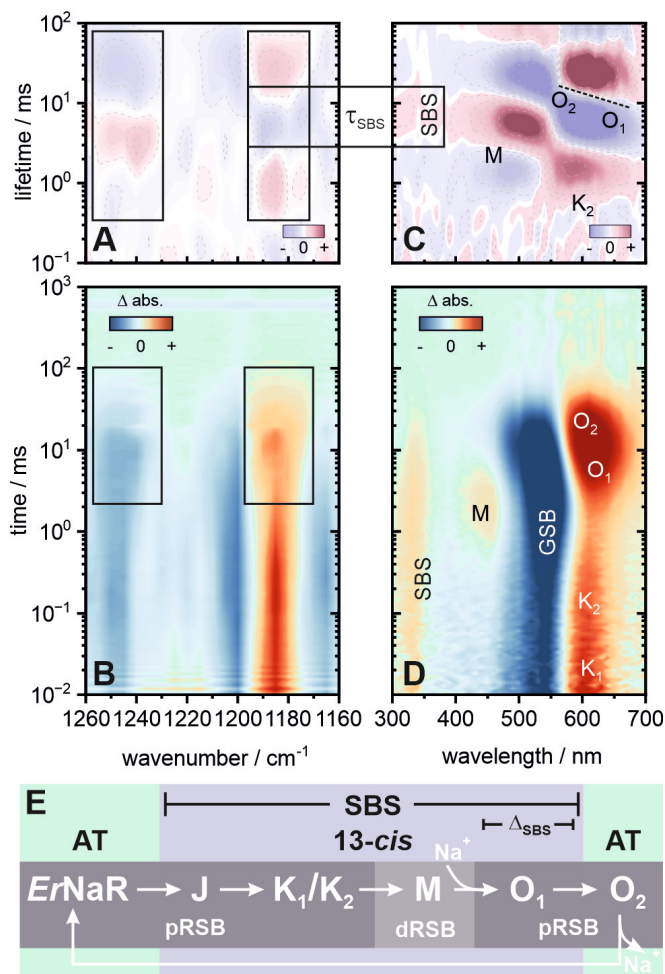 lifetime / ms
10²
10¹
10⁰
10⁻¹
A
- 0 +
τSBS
SBS
M
O₂
O₁
K₂
C
- 0 +
time / ms
10³
10²
10¹
10⁰
10⁻¹
10⁻²
Δ abs.
- 0 +
B
1260 1240 1220 1200 1180 1160
wavenumber / cm⁻¹
Δ abs.
- 0 +
O₂
O₁
M
GSB
SBS
K₂
K₁
D
300 400 500 600 700
wavelength / nm
E
SBS
AT
13-cis
ΔSBS
AT
Na⁺
ErNaR J K₁/K₂ M O₁ O₂
pRSB dRSB pRSB
Na⁺